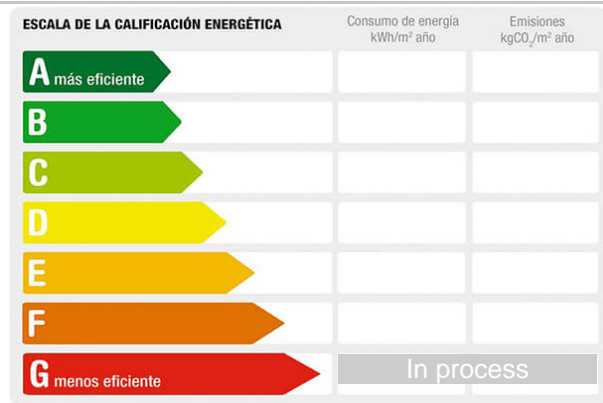 ESCALA DE LA CALIFICACIÓN ENERGÉTICA
Consumo de energía
kWh/m² año
Emisiones
kgCO₂/m² año
A más eficiente
B
C
D
E
F
G menos eficiente
In process